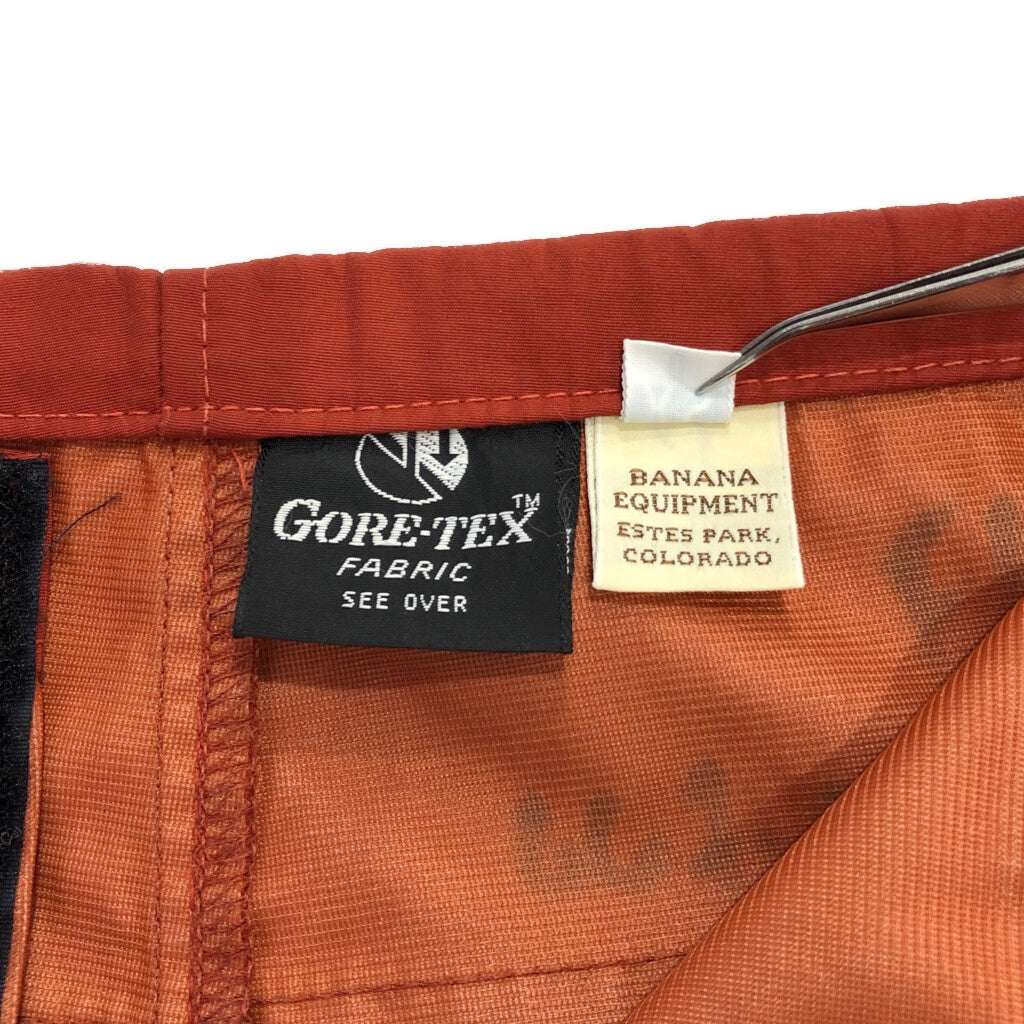 GORE-TEX™
FABRIC
SEE OVER
BANANA
EQUIPMENT
ESTES PARK,
COLORADO